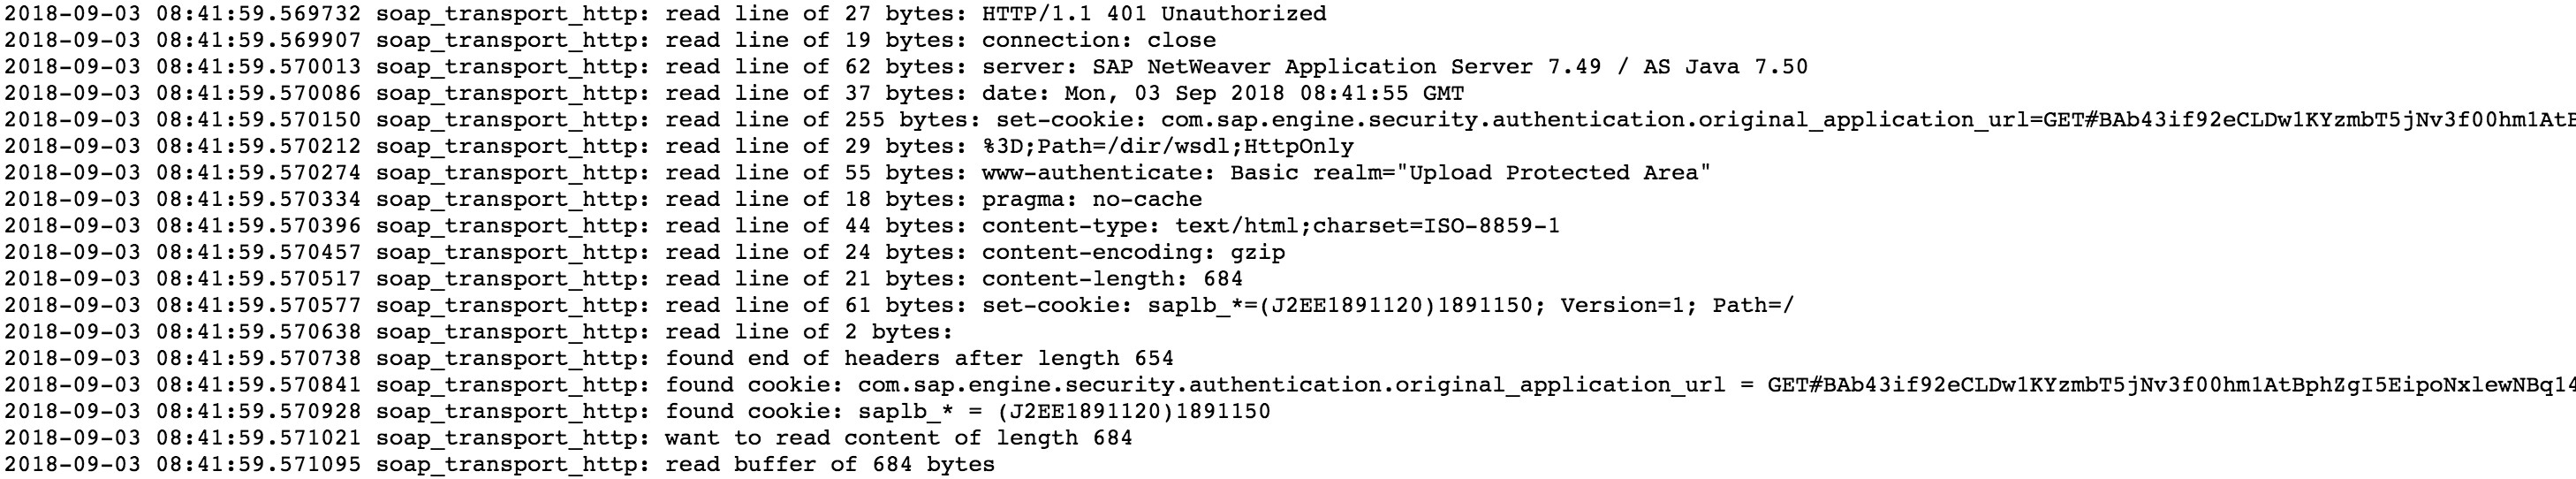 2018-09-03 08:41:59.569732 soap_transport_http: read line of 27 bytes: HTTP/1.1 401 Unauthorized
2018-09-03 08:41:59.569907 soap_transport_http: read line of 19 bytes: connection: close
2018-09-03 08:41:59.570013 soap_transport_http: read line of 62 bytes: server: SAP NetWeaver Application Server 7.49 / AS Java 7.50
2018-09-03 08:41:59.570086 soap_transport_http: read line of 37 bytes: date: Mon, 03 Sep 2018 08:41:55 GMT
2018-09-03 08:41:59.570150 soap_transport_http: read line of 255 bytes: set-cookie: com.sap.engine.security.authentication.original_application_url=GET#BAb43if92eCLDw1KYzmbT5jNv3f00hm1AtB
2018-09-03 08:41:59.570212 soap_transport_http: read line of 29 bytes: %3D;Path=/dir/wsdl;HttpOnly
2018-09-03 08:41:59.570274 soap_transport_http: read line of 55 bytes: www-authenticate: Basic realm="Upload Protected Area"
2018-09-03 08:41:59.570334 soap_transport_http: read line of 18 bytes: pragma: no-cache
2018-09-03 08:41:59.570396 soap_transport_http: read line of 44 bytes: content-type: text/html;charset=ISO-8859-1
2018-09-03 08:41:59.570457 soap_transport_http: read line of 24 bytes: content-encoding: gzip
2018-09-03 08:41:59.570517 soap_transport_http: read line of 21 bytes: content-length: 684
2018-09-03 08:41:59.570577 soap_transport_http: read line of 61 bytes: set-cookie: saplb_*=(J2EE1891120)1891150; Version=1; Path=/
2018-09-03 08:41:59.570638 soap_transport_http: read line of 2 bytes:
2018-09-03 08:41:59.570738 soap_transport_http: found end of headers after length 654
2018-09-03 08:41:59.570841 soap_transport_http: found cookie: com.sap.engine.security.authentication.original_application_url = GET#BAb43if92eCLDw1KYzmbT5jNv3f00hm1AtBphZgI5EipoNxlewNBq14
2018-09-03 08:41:59.570928 soap_transport_http: found cookie: saplb_* = (J2EE1891120)1891150
2018-09-03 08:41:59.571021 soap_transport_http: want to read content of length 684
2018-09-03 08:41:59.571095 soap_transport_http: read buffer of 684 bytes